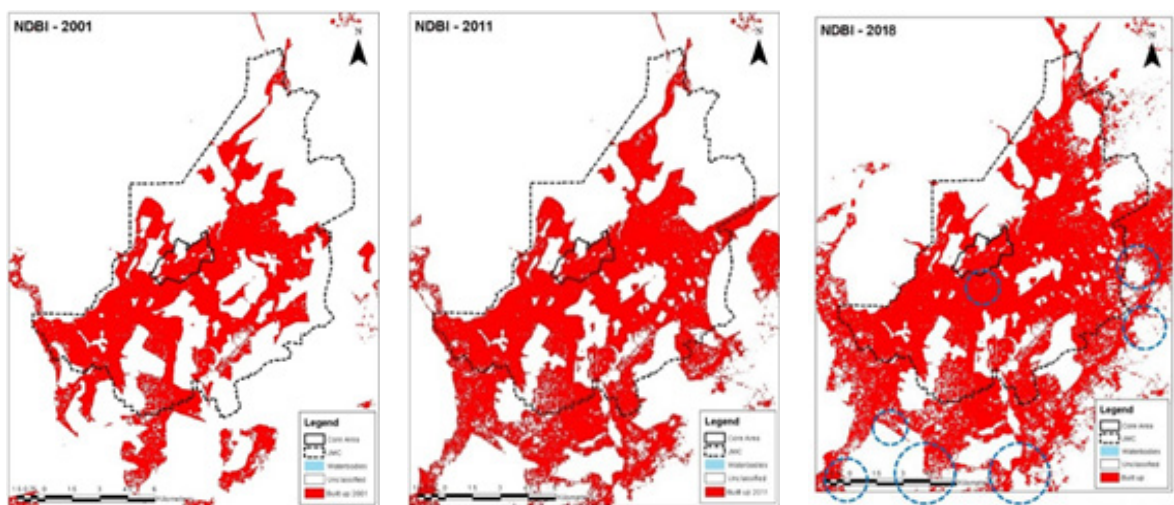 NDBI - 2001
N
Legend
Core Area
JMC
Waterbodies
Unclassified
Built up 2001
NDBI - 2011
N
Legend
Core Area
JMC
Waterbodies
Unclassified
Built up 2011
NDBI - 2018
N
Legend
Core Area
JMC
Waterbodies
Unclassified
Built up